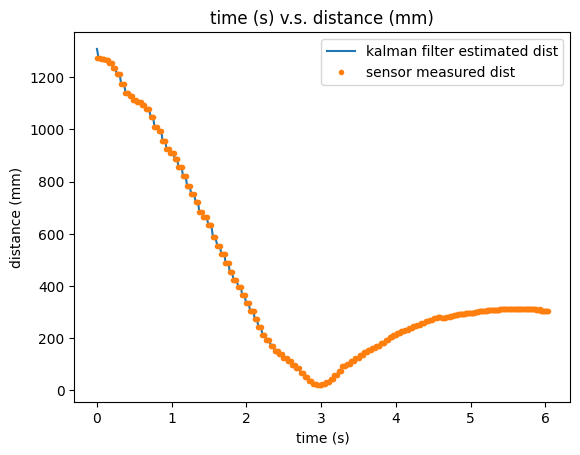 time (s) v.s. distance (mm)
kalman filter estimated dist
sensor measured dist
distance (mm)
1200
1000
800
600
400
200
0
0 1 2 3 4 5 6
time (s)